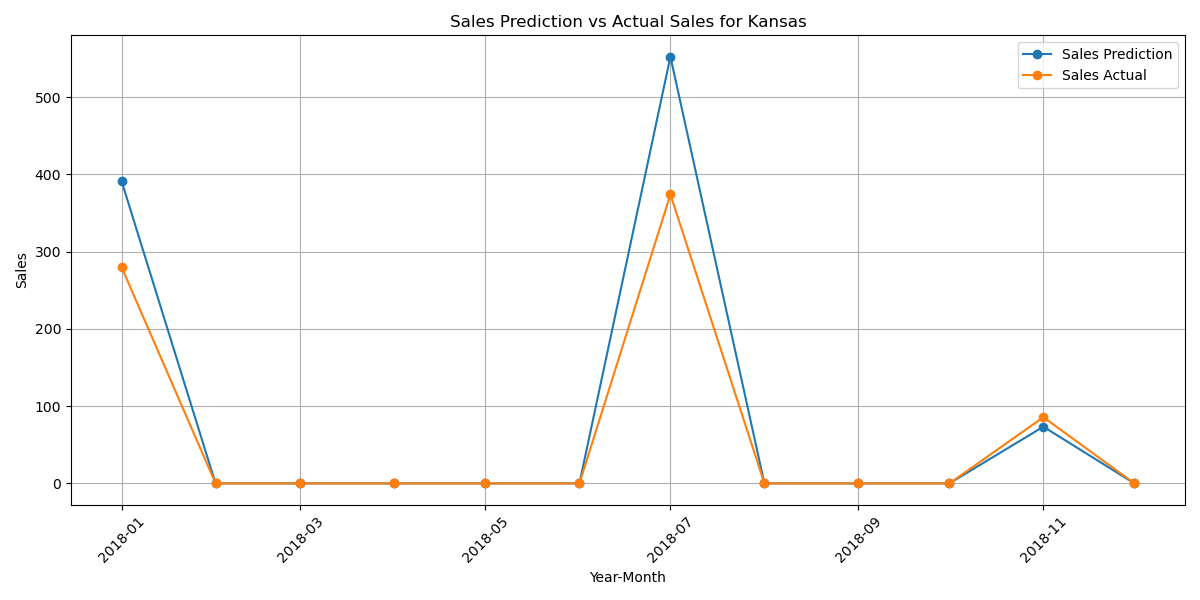 Sales Prediction vs Actual Sales for Kansas
Sales Prediction
Sales Actual
Sales
500
400
300
200
100
0
2018-01
2018-03
2018-05
2018-07
2018-09
2018-11
Year-Month